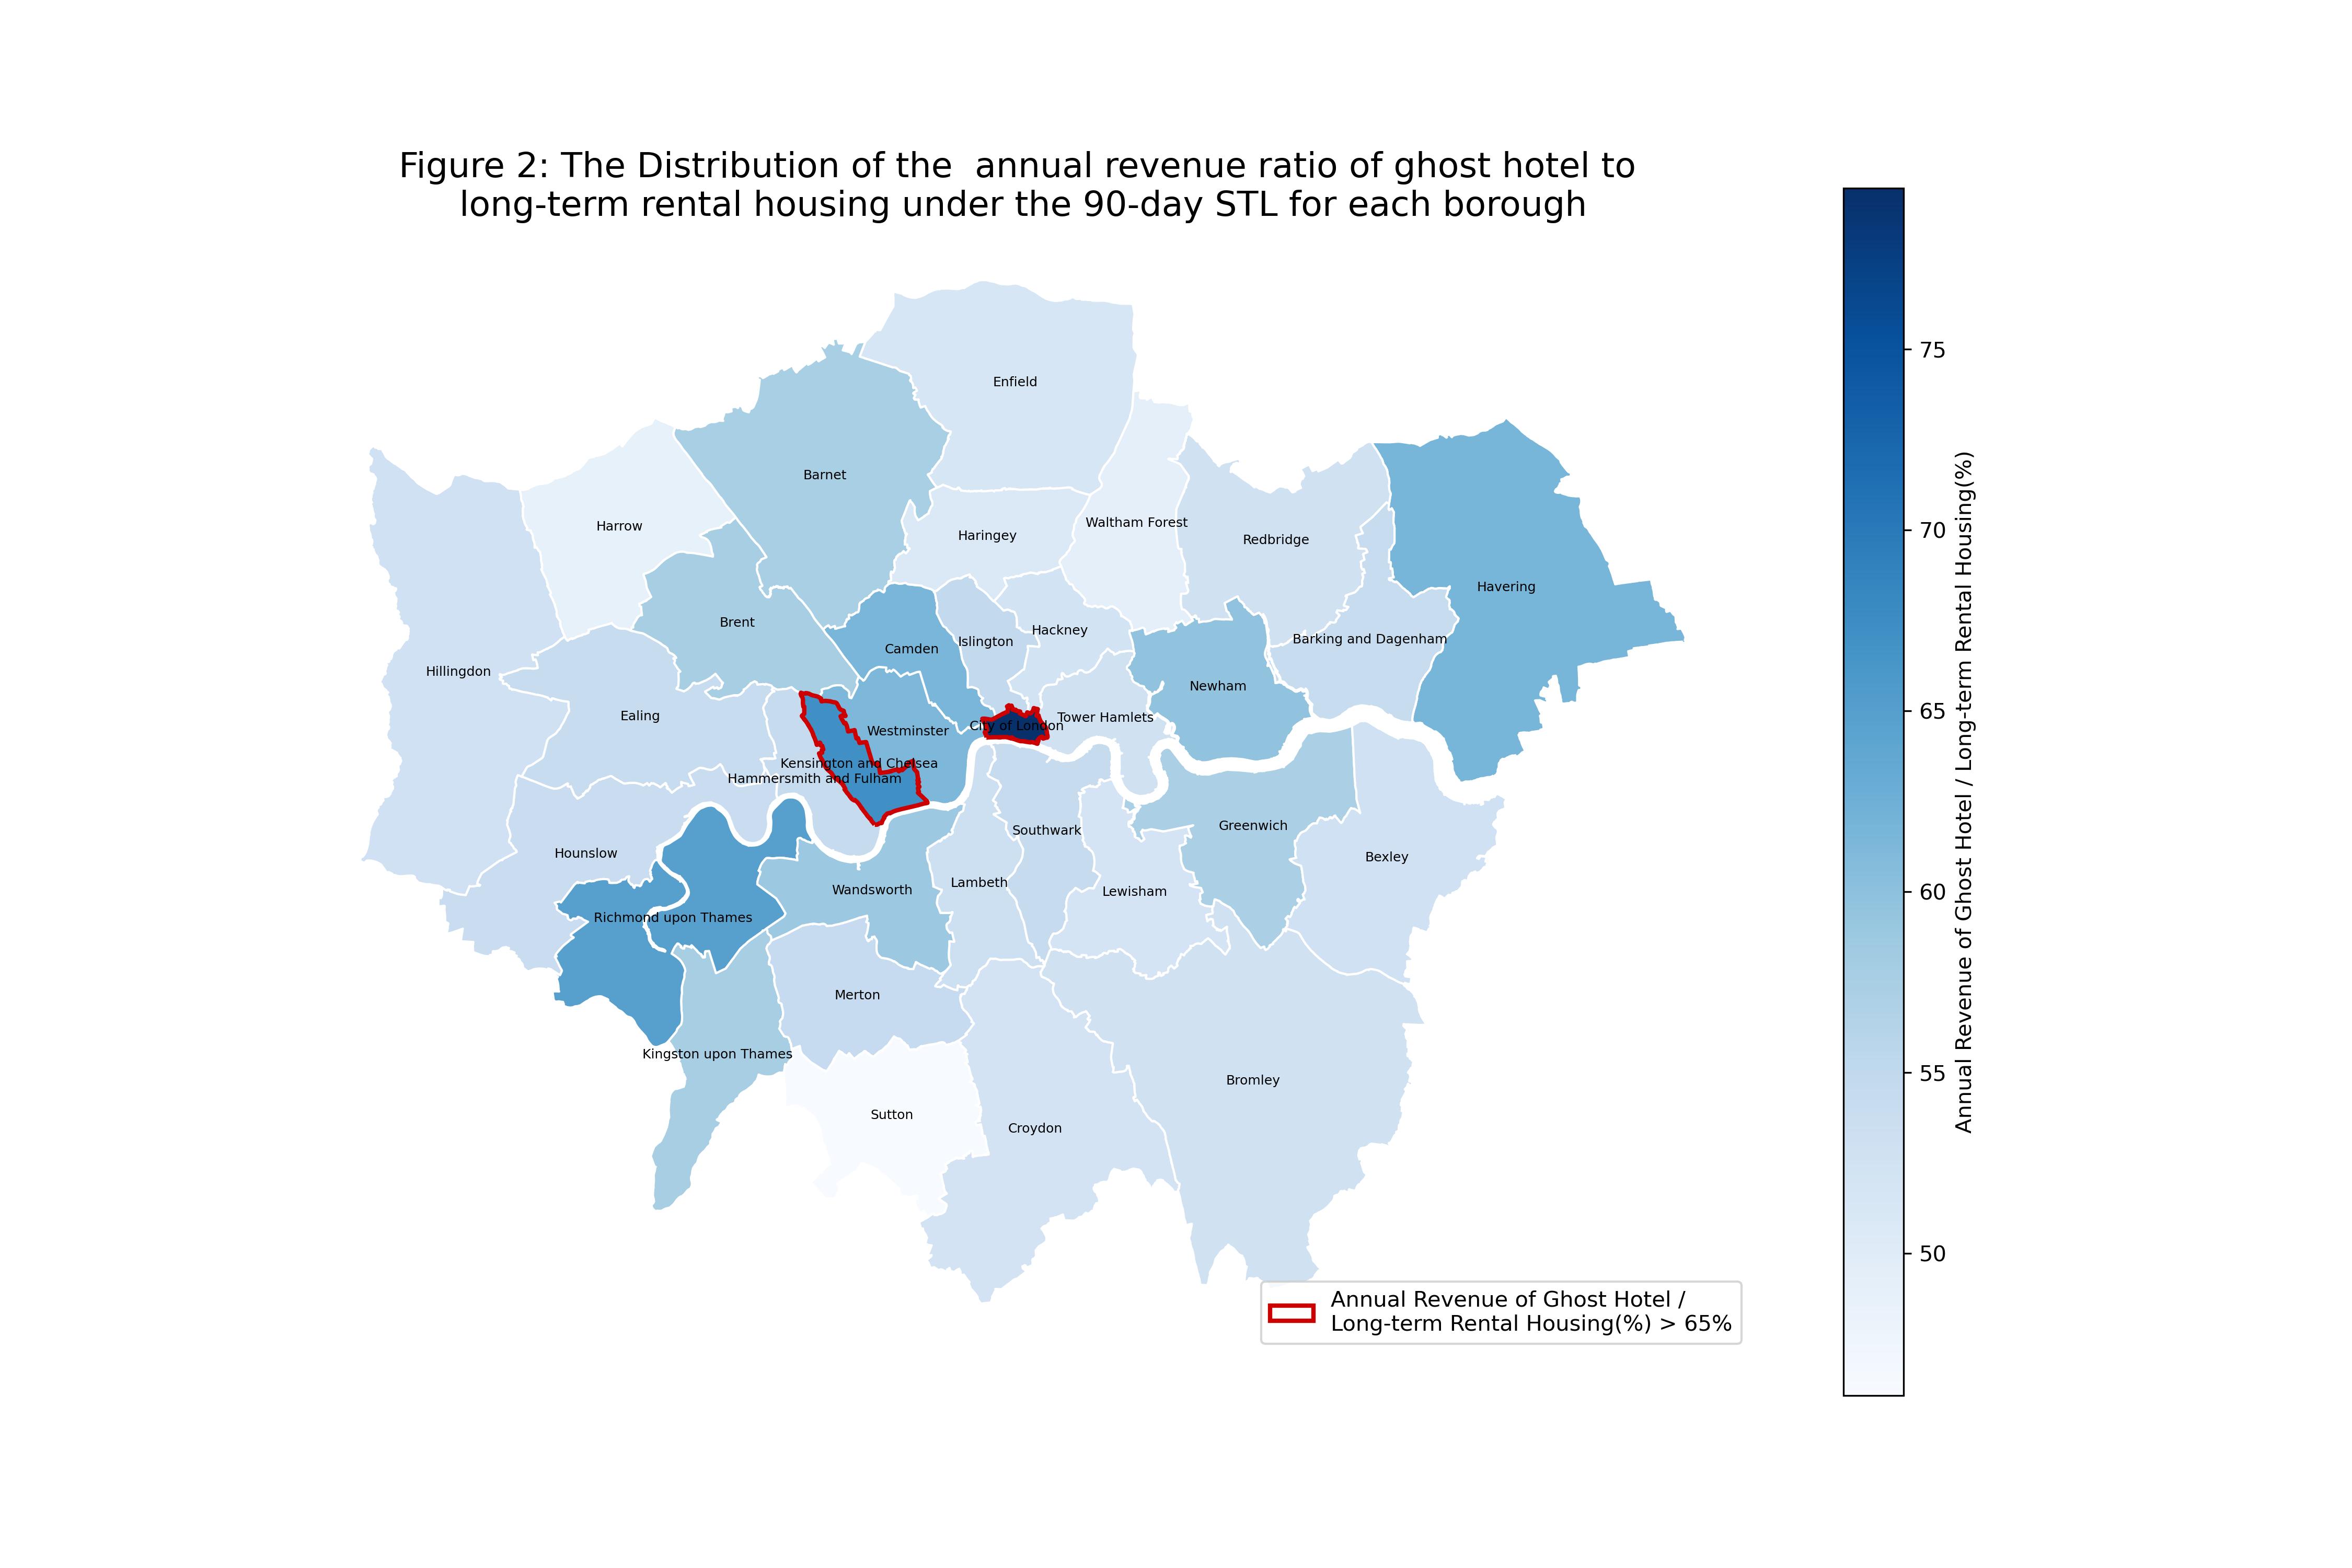 Figure 2: The Distribution of the  annual revenue ratio of ghost hotel to
long-term rental housing under the 90-day STL for each borough
Enfield
Barnet
Harrow
Waltham Forest
Haringey
Redbridge
Havering
Brent
Hackney
Barking and Dagenham
Islington
Camden
Hillingdon
Newham
Ealing
Tower Hamlets
City of London
Westminster
Kensington and Chelsea
Hammersmith and Fulham
Greenwich
Southwark
Hounslow
Bexley
Lambeth
Wandsworth
Lewisham
Richmond upon Thames
Merton
Kingston upon Thames
Bromley
Sutton
Croydon
75
70
65
60
55
50
Annual Revenue of Ghost Hotel / Long-term Rental Housing(%)
Annual Revenue of Ghost Hotel /
Long-term Rental Housing(%) > 65%